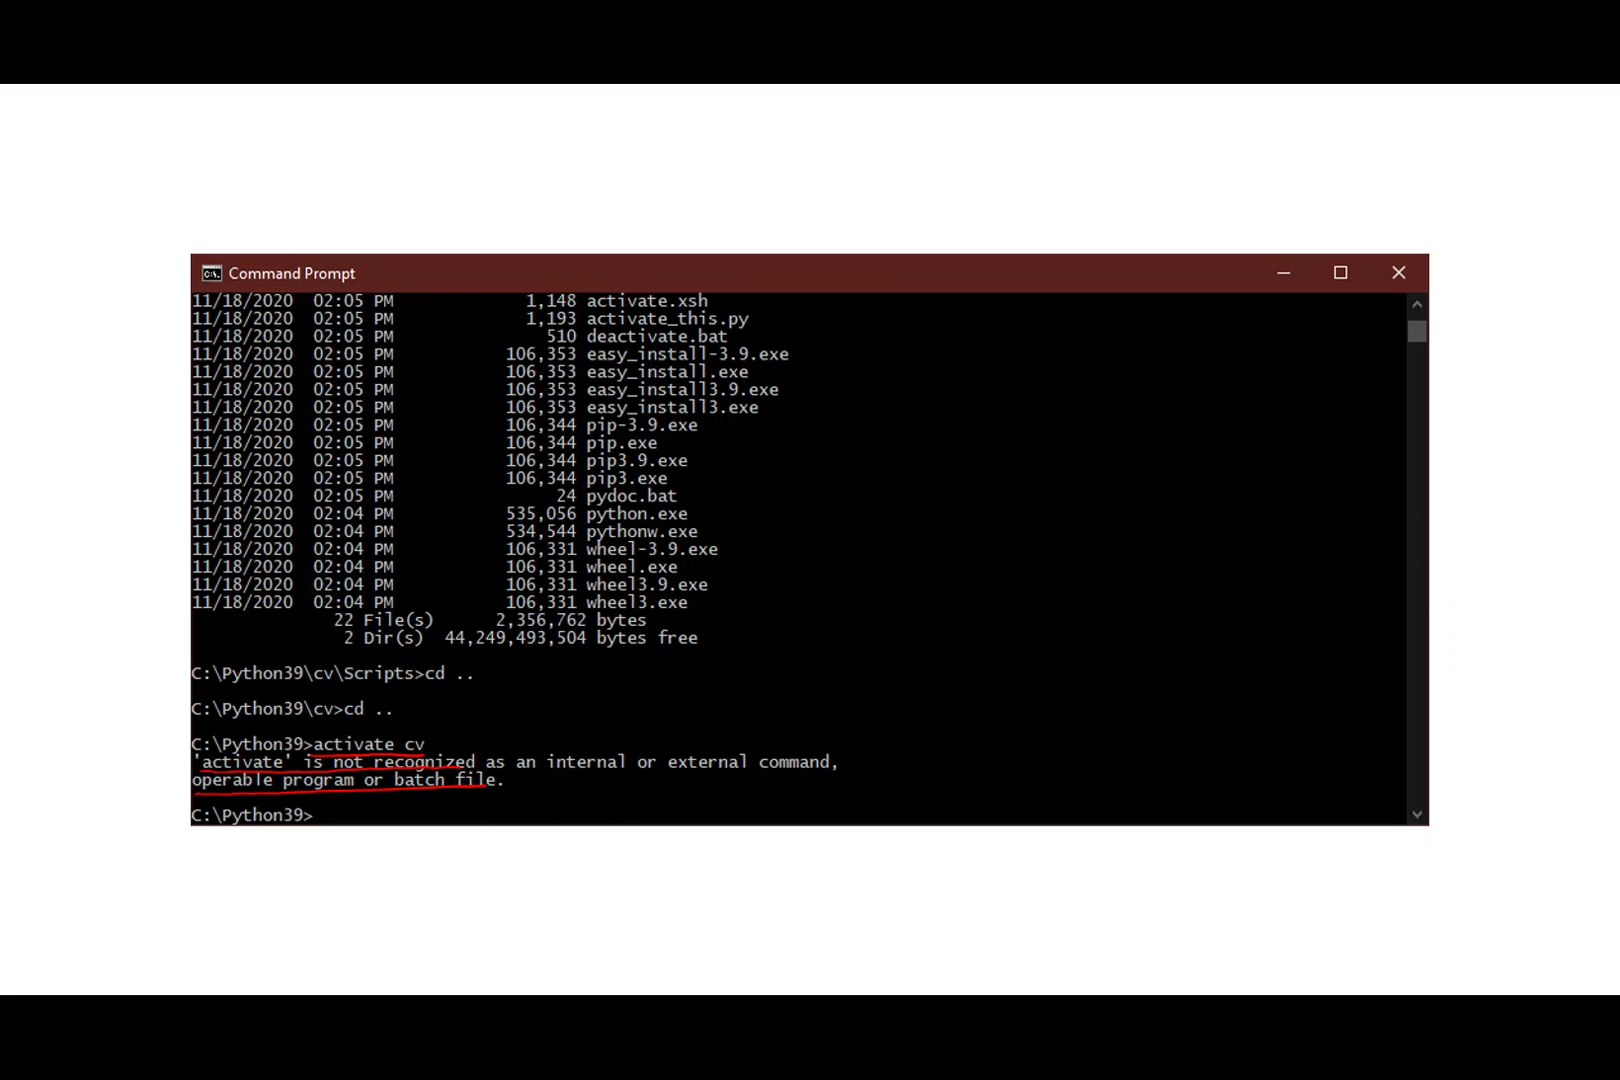 Command Prompt
11/18/2020  02:05 PM             1,148 activate.xsh
11/18/2020  02:05 PM             1,193 activate_this.py
11/18/2020  02:05 PM               510 deactivate.bat
11/18/2020  02:05 PM           106,353 easy_install-3.9.exe
11/18/2020  02:05 PM           106,353 easy_install.exe
11/18/2020  02:05 PM           106,353 easy_install3.9.exe
11/18/2020  02:05 PM           106,353 easy_install3.exe
11/18/2020  02:05 PM           106,344 pip-3.9.exe
11/18/2020  02:05 PM           106,344 pip.exe
11/18/2020  02:05 PM           106,344 pip3.9.exe
11/18/2020  02:05 PM           106,344 pip3.exe
11/18/2020  02:05 PM                24 pydoc.bat
11/18/2020  02:04 PM           535,056 python.exe
11/18/2020  02:04 PM           534,544 pythonw.exe
11/18/2020  02:04 PM           106,331 wheel-3.9.exe
11/18/2020  02:04 PM           106,331 wheel.exe
11/18/2020  02:04 PM           106,331 wheel3.9.exe
11/18/2020  02:04 PM           106,331 wheel3.exe
              22 File(s)      2,356,762 bytes
               2 Dir(s)  44,249,493,504 bytes free
C:\Python39\cv\Scripts>cd ..
C:\Python39\cv>cd ..
C:\Python39>activate cv
'activate' is not recognized as an internal or external command,
operable program or batch file.
C:\Python39>